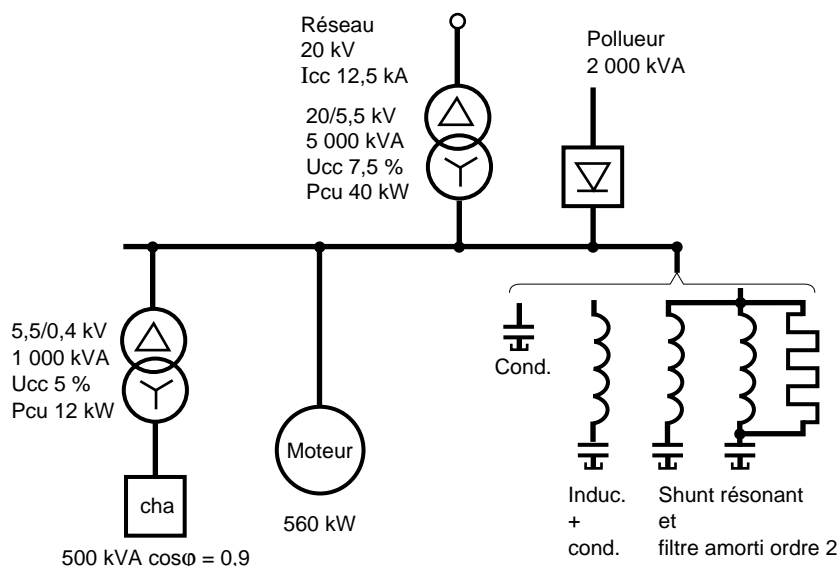 Réseau
20 kV
Icc 12,5 kA
20/5,5 kV
5 000 kVA
Ucc 7,5 %
Pcu 40 kW
Pollueur
2 000 kVA
5,5/0,4 kV
1 000 kVA
Ucc 5 %
Pcu 12 kW
cha
500 kVA cosφ = 0,9
Moteur
560 kW
Cond.
Induc.
+
cond.
Shunt résonant
et
filtre amorti ordre 2